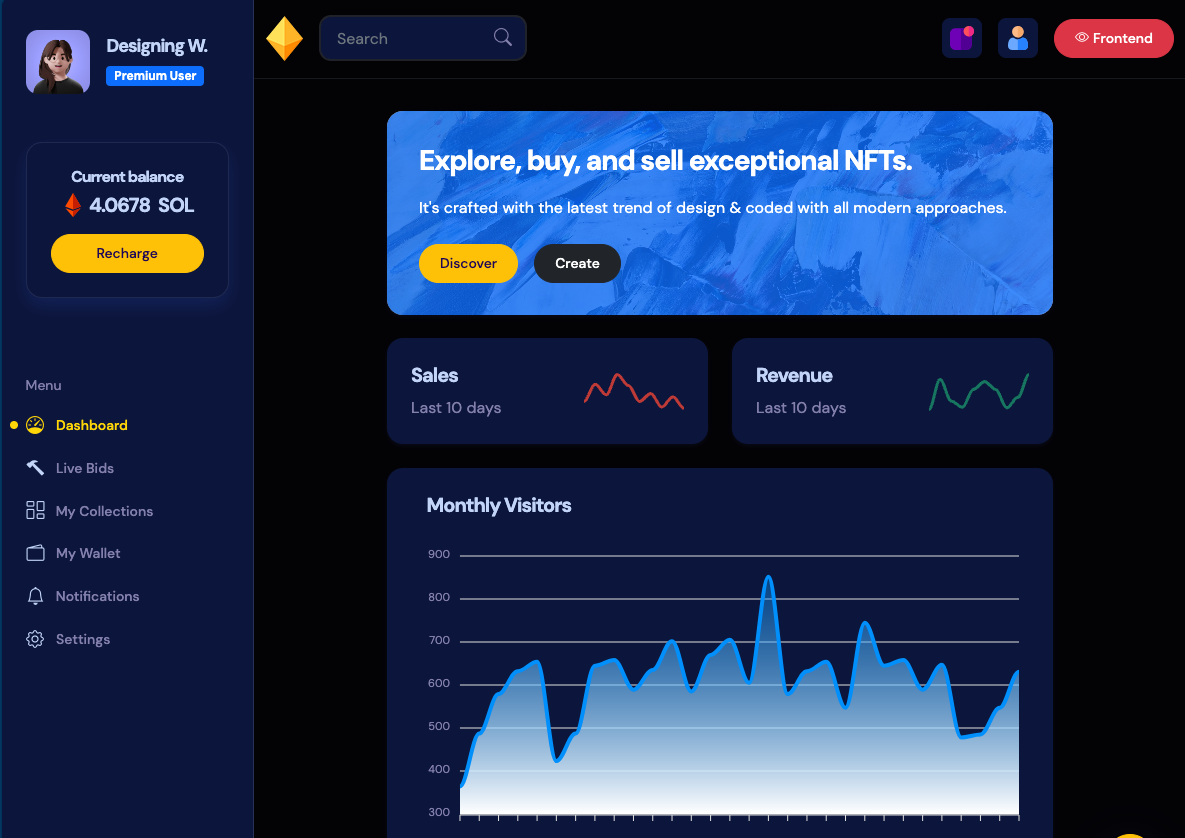 Designing W.
Premium User
Current balance
4.0678 SOL
Recharge
Menu
Dashboard
Live Bids
My Collections
My Wallet
Notifications
Settings
Search
Frontend
Explore, buy, and sell exceptional NFTs.
It's crafted with the latest trend of design & coded with all modern approaches.
Discover
Create
Sales
Last 10 days
Revenue
Last 10 days
Monthly Visitors
900
800
700
600
500
400
300